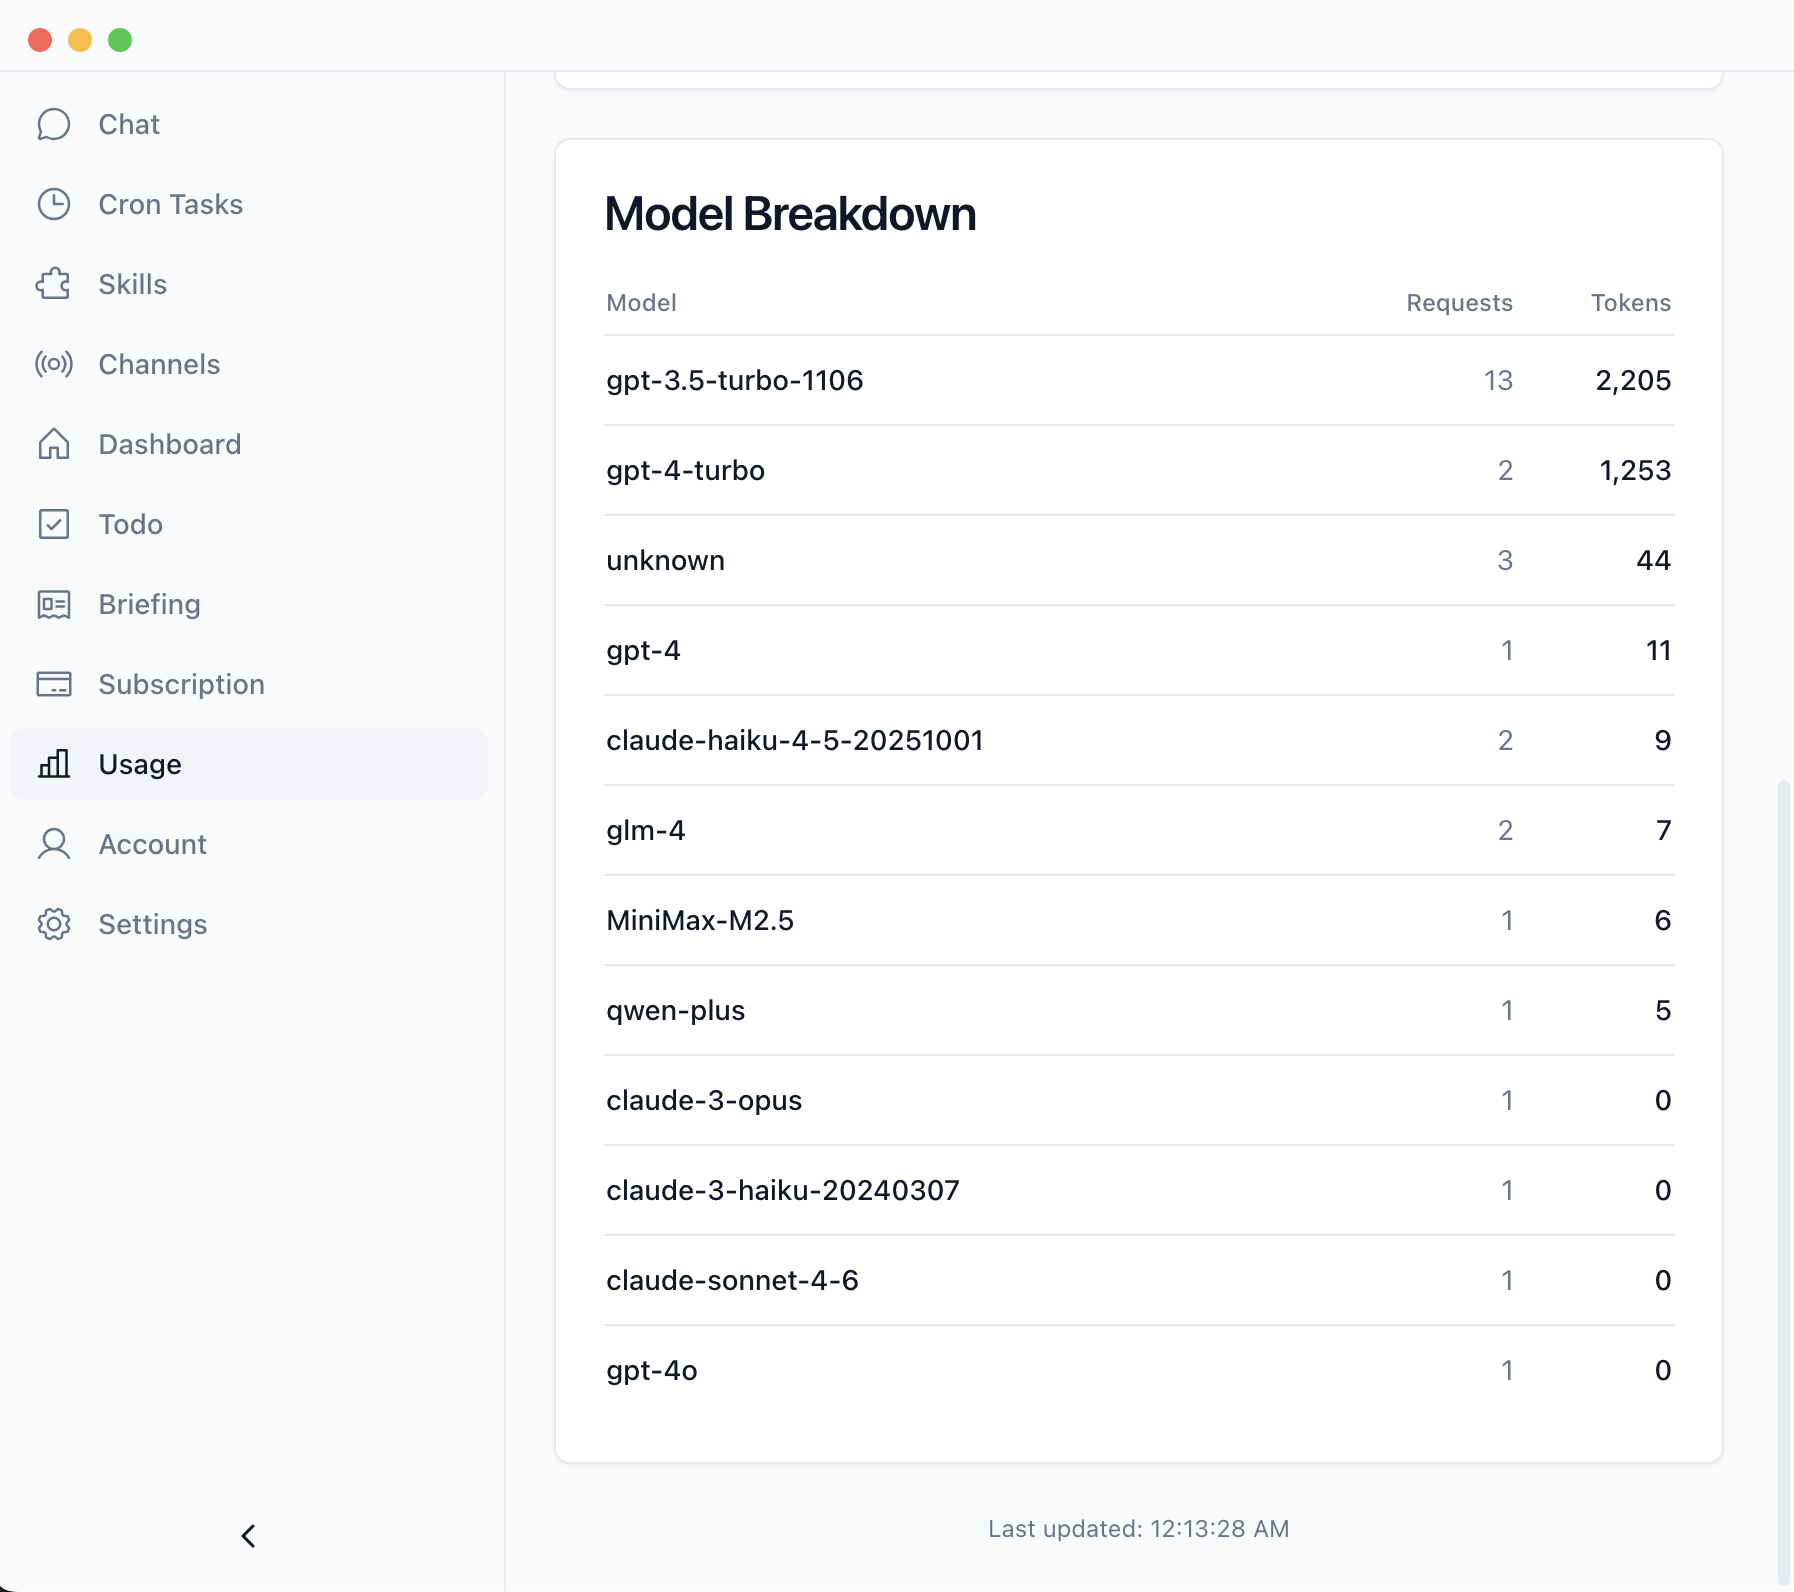 Chat
Cron Tasks
Skills
Channels
Dashboard
Todo
Briefing
Subscription
Usage
Account
Settings
Model Breakdown
Model Requests Tokens
gpt-3.5-turbo-1106 13 2,205
gpt-4-turbo 2 1,253
unknown 3 44
gpt-4 1 11
claude-haiku-4-5-20251001 2 9
glm-4 2 7
MiniMax-M2.5 1 6
qwen-plus 1 5
claude-3-opus 1 0
claude-3-haiku-20240307 1 0
claude-sonnet-4-6 1 0
gpt-4o 1 0
Last updated: 12:13:28 AM